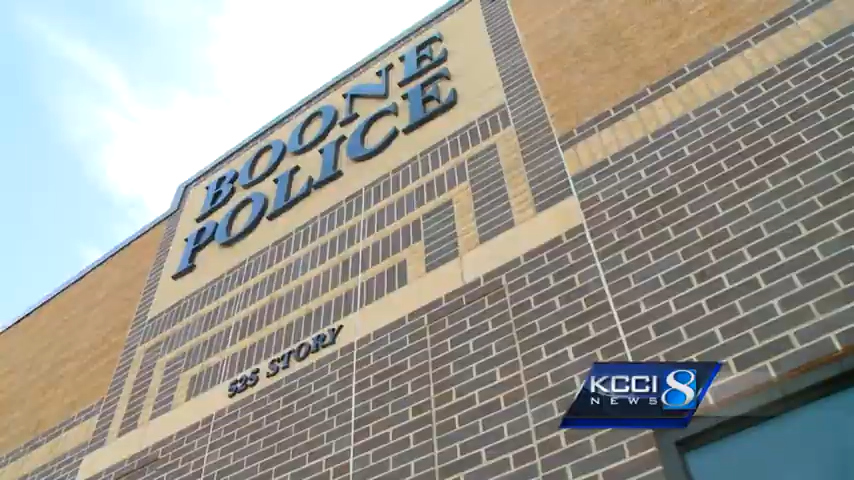 BOONE
POLICE
525 STORY
KCCI 8
NEWS